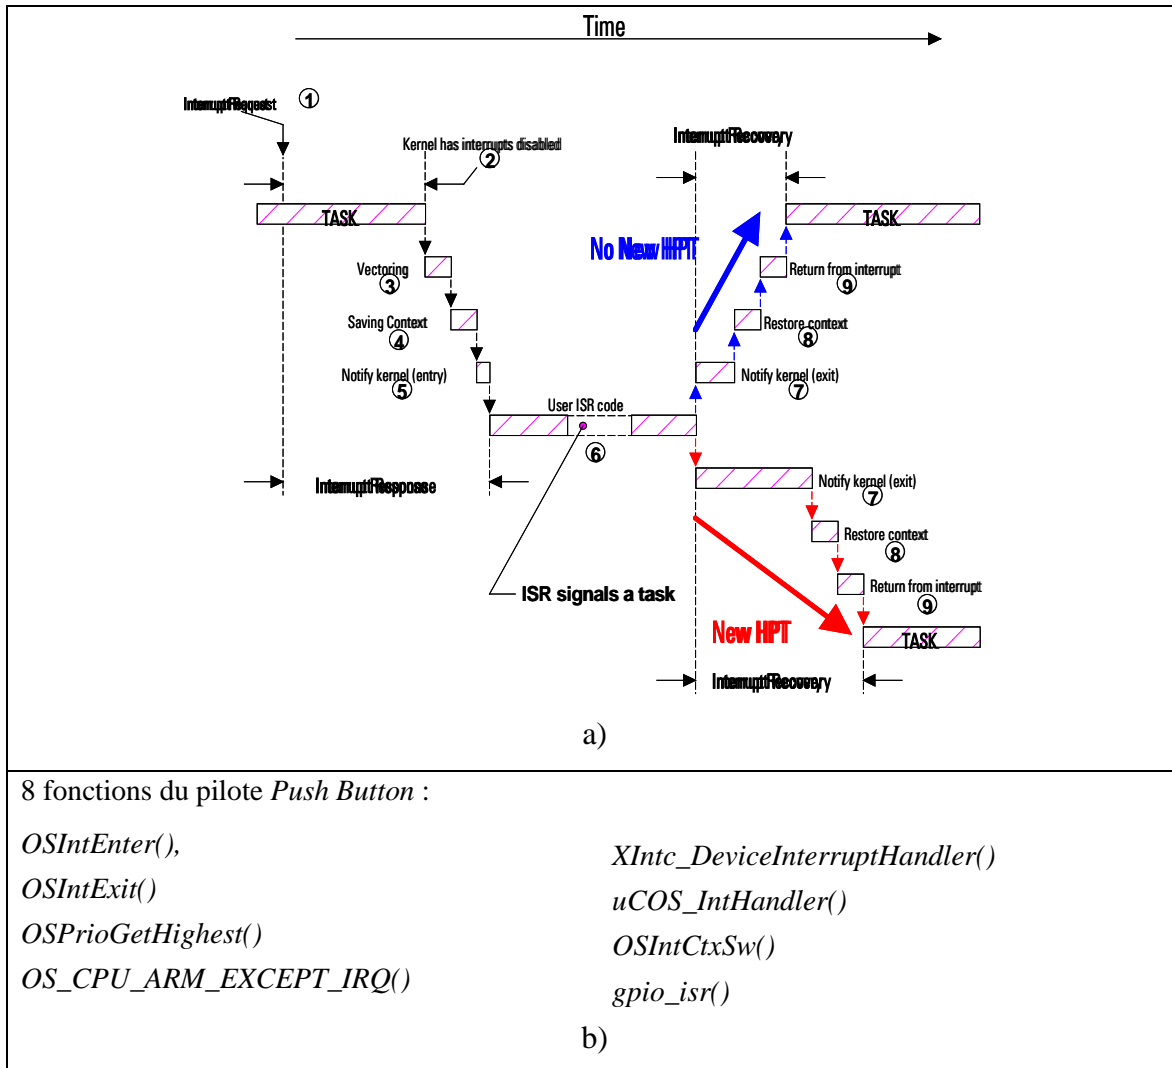 Time
Interrupt Request
1
Kernel has interrupts disabled
2
Interrupt Recovery
TASK
TASK
No New HPT
Vectoring
3
Return from interrupt
9
Saving Context
4
Restore context
8
Notify kernel (entry)
5
Notify kernel (exit)
7
User ISR code
6
Interrupt Response
Notify kernel (exit)
7
Restore context
8
Return from interrupt
9
ISR signals a task
New HPT
TASK
Interrupt Recovery
a)
8 fonctions du pilote Push Button :
OSIntEnter(),
OSIntExit()
OSPrioGetHighest()
OS_CPU_ARM_EXCEPT_IRQ()
XIntc_DeviceInterruptHandler()
uCOS_IntHandler()
OSIntCtxSw()
gpio_isr()
b)